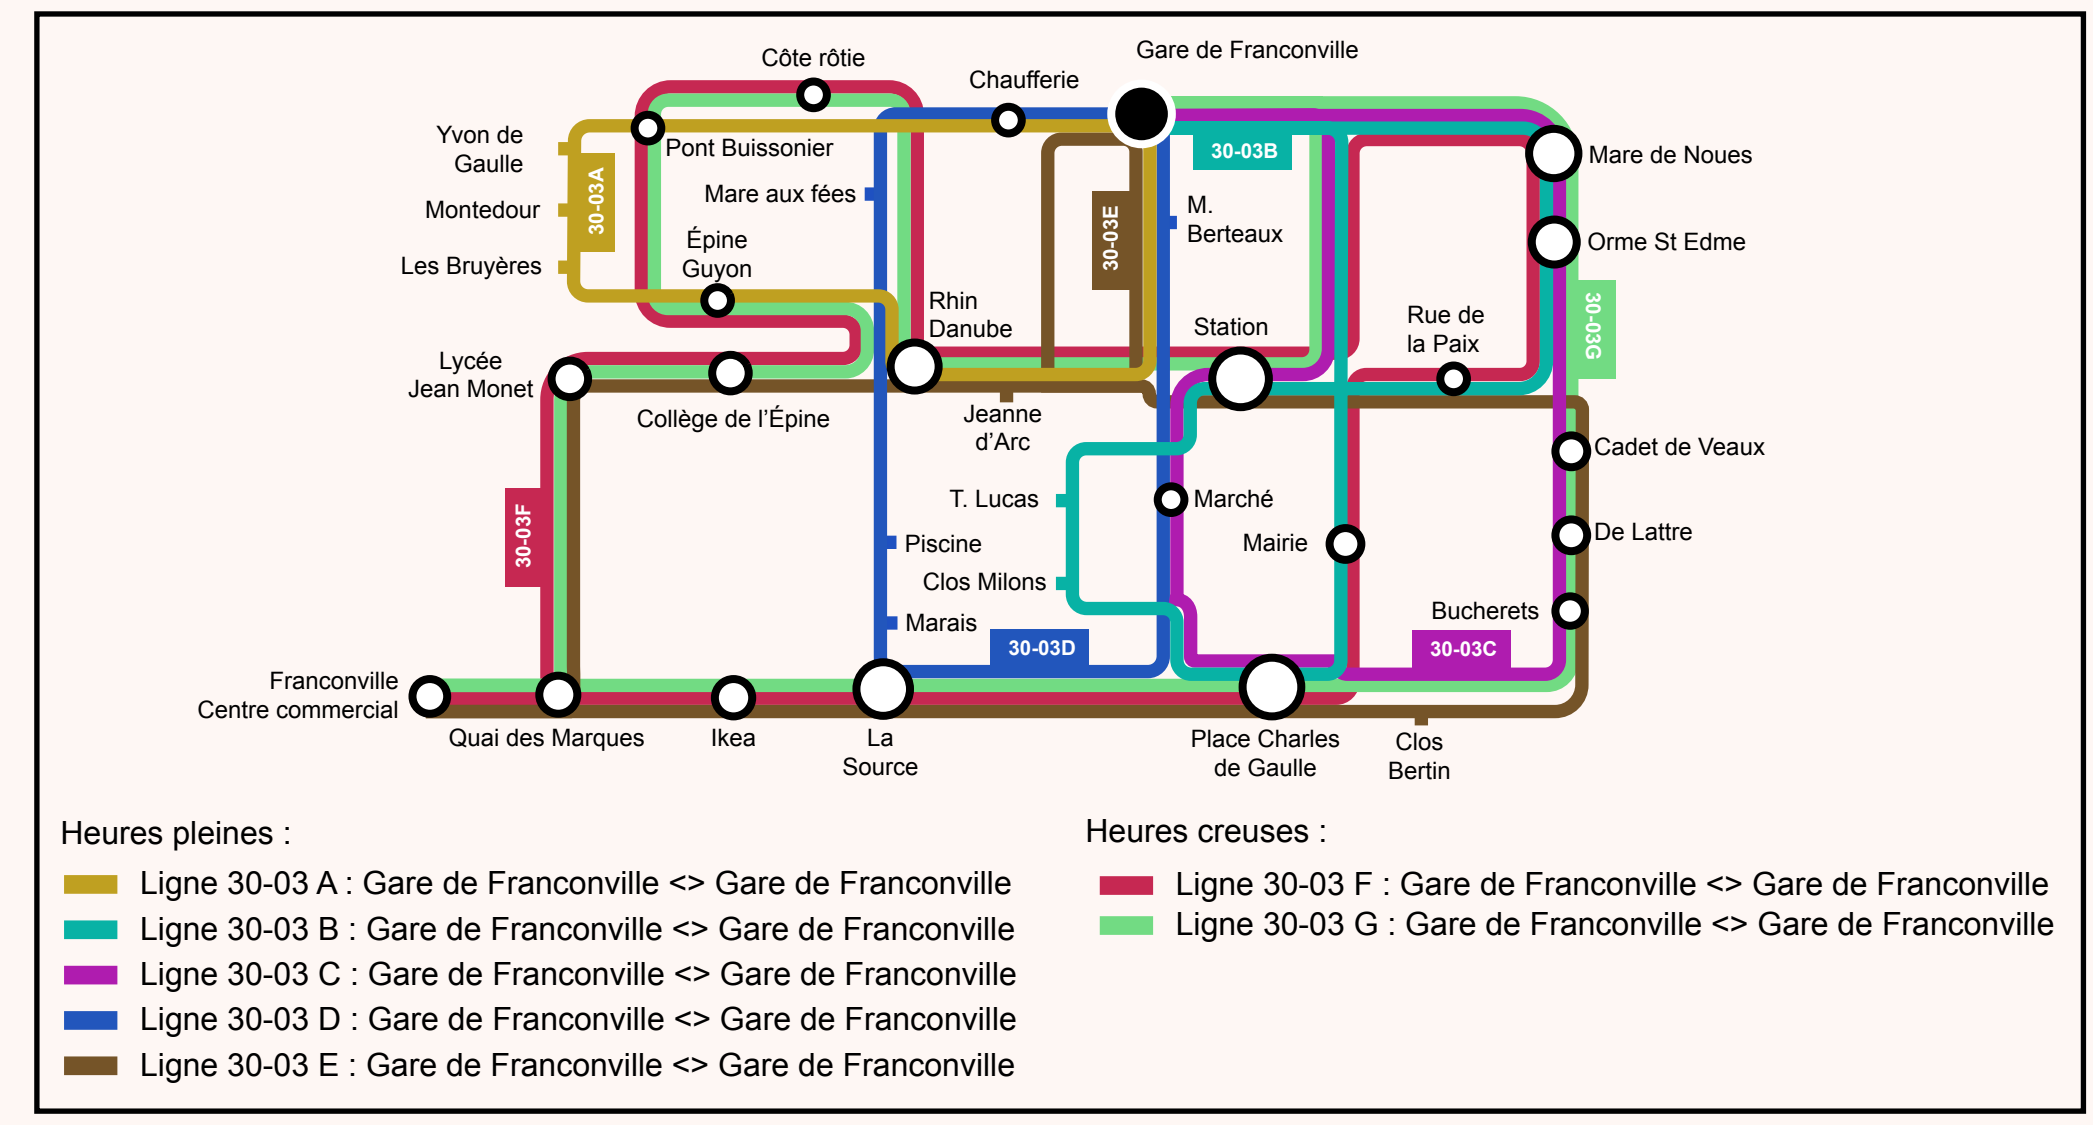 Côte rôtie
Gare de Franconville
Chaufferie
Yvon de
Gaulle
Pont Buissonier
30-03B
Mare de Noues
30-03A
Mare aux fées
Montedour
M.
Berteaux
30-03E
Épine
Guyon
Orme St Edme
Les Bruyères
Rhin
Danube
30-03G
Station
Rue de
la Paix
Lycée
Jean Monet
Collège de l'Épine
Jeanne
d'Arc
Cadet de Veaux
T. Lucas
Marché
30-03F
Piscine
Mairie
De Lattre
Clos Milons
Bucherets
Marais
30-03D
30-03C
Franconville
Centre commercial
Quai des Marques
Ikea
La
Source
Place Charles
de Gaulle
Clos
Bertin
Heures pleines :
Ligne 30-03 A : Gare de Franconville <> Gare de Franconville
Ligne 30-03 B : Gare de Franconville <> Gare de Franconville
Ligne 30-03 C : Gare de Franconville <> Gare de Franconville
Ligne 30-03 D : Gare de Franconville <> Gare de Franconville
Ligne 30-03 E : Gare de Franconville <> Gare de Franconville
Heures creuses :
Ligne 30-03 F : Gare de Franconville <> Gare de Franconville
Ligne 30-03 G : Gare de Franconville <> Gare de Franconville